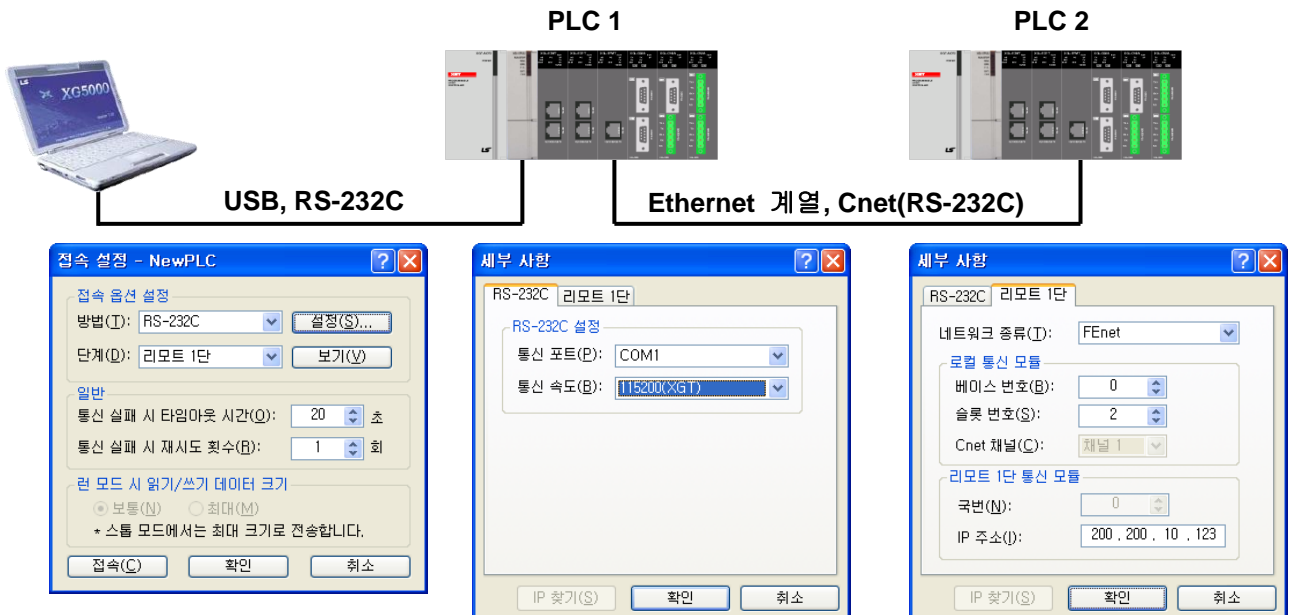 PLC 1
PLC 2
XG5000
USB, RS-232C
Ethernet 계열, Cnet(RS-232C)
접속 설정 - NewPLC
접속 옵션 설정
방법(T): RS-232C 설정(S)...
단계(D): 리모트 1단 보기(V)
일반
통신 실패 시 타임아웃 시간(O): 20 초
통신 실패 시 재시도 횟수(R): 1 회
런 모드 시 읽기/쓰기 데이터 크기
보통(N) 최대(M)
* 스톱 모드에서는 최대 크기로 전송합니다.
접속(C) 확인 취소
세부 사항
RS-232C 리모트 1단
RS-232C 설정
통신 포트(P): COM1
통신 속도(B): 115200(XGT)
IP 찾기(S) 확인 취소
세부 사항
RS-232C 리모트 1단
네트워크 종류(T): FEnet
로컬 통신 모듈
베이스 번호(B): 0
슬롯 번호(S): 2
Cnet 채널(C): 채널 1
리모트 1단 통신 모듈
국번(N): 0
IP 주소(I): 200 . 200 . 10 . 123
IP 찾기(S) 확인 취소